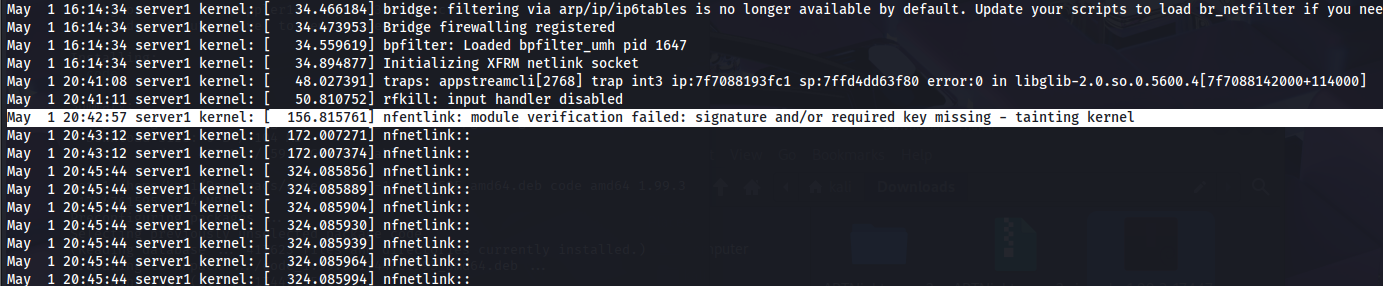 May  1 16:14:34 server1 kernel: [   34.466184] bridge: filtering via arp/ip/ip6tables is no longer available by default. Update your scripts to load br_netfilter if you nee
May  1 16:14:34 server1 kernel: [   34.473953] Bridge firewalling registered
May  1 16:14:34 server1 kernel: [   34.559619] bpfilter: Loaded bpfilter_umh pid 1647
May  1 16:14:34 server1 kernel: [   34.894877] Initializing XFRM netlink socket
May  1 20:41:08 server1 kernel: [   48.027391] traps: appstreamcli[2768] trap int3 ip:7f7088193fc1 sp:7ffd4dd63f80 error:0 in libglib-2.0.so.0.5600.4[7f7088142000+114000]
May  1 20:41:11 server1 kernel: [   50.810752] rfkill: input handler disabled
May  1 20:42:57 server1 kernel: [  156.815761] nfentlink: module verification failed: signature and/or required key missing - tainting kernel
May  1 20:43:12 server1 kernel: [  172.007271] nfnetlink::
May  1 20:43:12 server1 kernel: [  172.007374] nfnetlink::
May  1 20:45:44 server1 kernel: [  324.085856] nfnetlink::
May  1 20:45:44 server1 kernel: [  324.085889] nfnetlink::
May  1 20:45:44 server1 kernel: [  324.085904] nfnetlink::
May  1 20:45:44 server1 kernel: [  324.085930] nfnetlink::
May  1 20:45:44 server1 kernel: [  324.085939] nfnetlink::
May  1 20:45:44 server1 kernel: [  324.085964] nfnetlink::
May  1 20:45:44 server1 kernel: [  324.085994] nfnetlink::